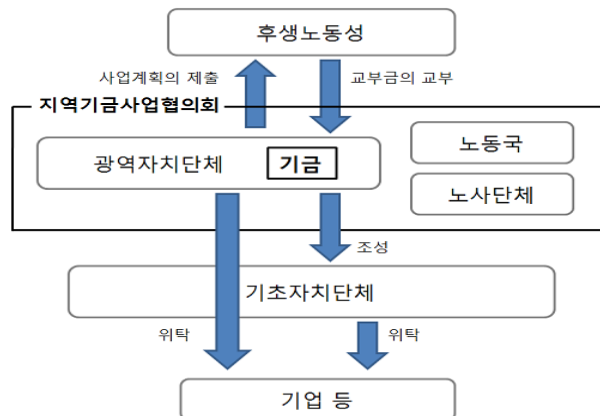 후생노동성
사업계획의 제출
교부금의 교부
지역기금사업협의회
광역자치단체
기금
노동국
노사단체
조성
기초자치단체
위탁
위탁
기업 등